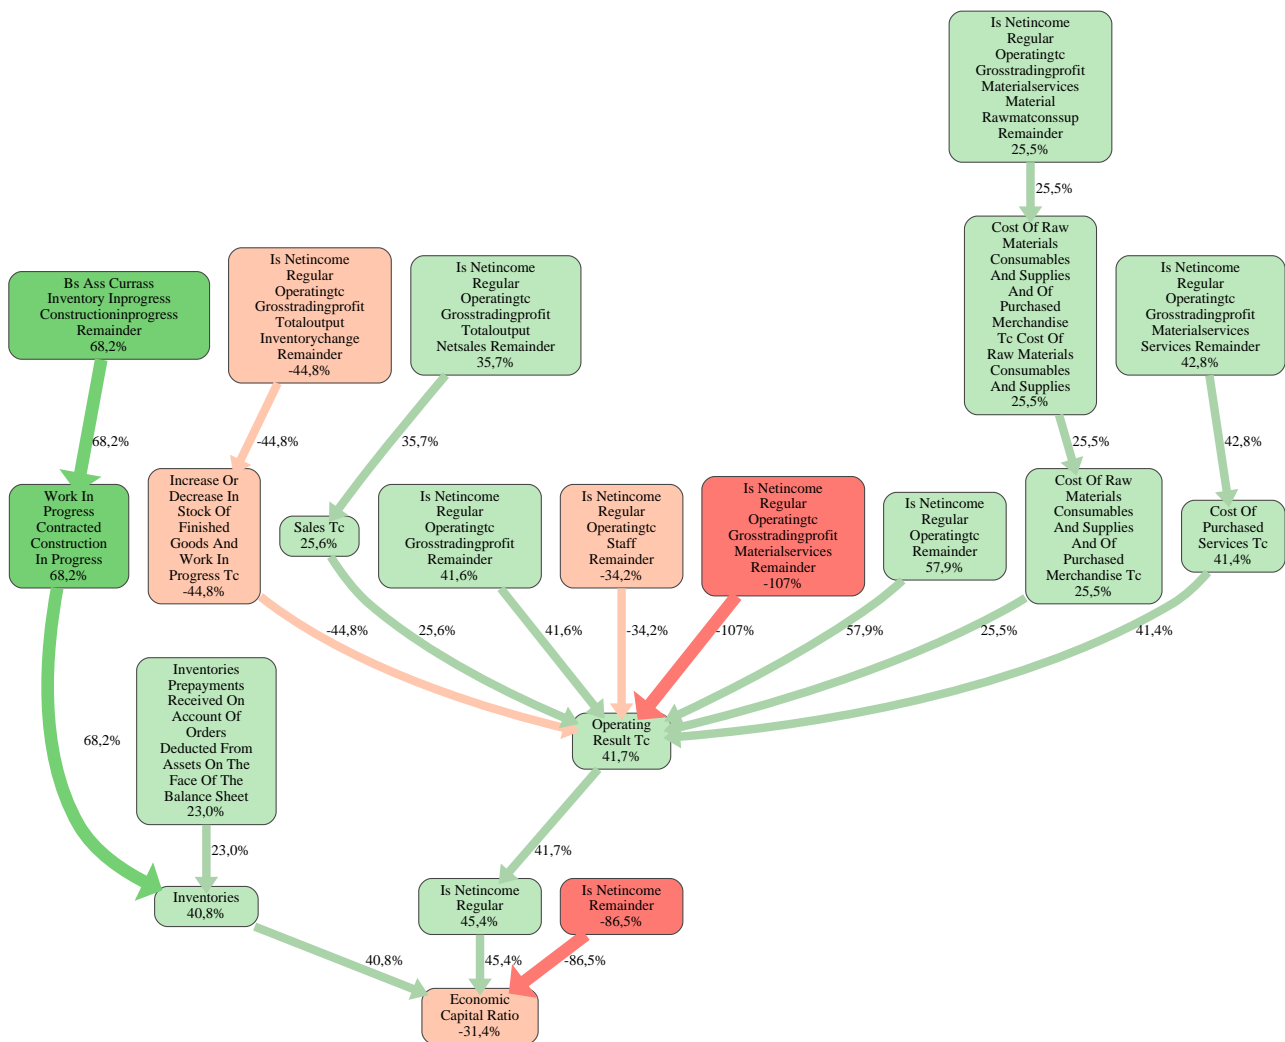 Is Netincome
Regular
Operatingtc
Grosstradingprofit
Materialservices
Material
Rawmatconssup
Remainder
25,5%
25,5%
Bs Ass Currass
Inventory Inprogress
Constructioninprogress
Remainder
68,2%
Is Netincome
Regular
Operatingtc
Grosstradingprofit
Totaloutput
Inventorychange
Remainder
-44,8%
Is Netincome
Regular
Operatingtc
Grosstradingprofit
Totaloutput
Netsales Remainder
35,7%
Cost Of Raw
Materials
Consumables
And Supplies
And Of
Purchased
Merchandise
Tc Cost Of
Raw Materials
Consumables
And Supplies
25,5%
Is Netincome
Regular
Operatingtc
Grosstradingprofit
Materialservices
Services Remainder
42,8%
68,2%
-44,8%
35,7%
25,5%
42,8%
Work In
Progress
Contracted
Construction
In Progress
68,2%
Increase Or
Decrease In
Stock Of
Finished
Goods And
Work In
Progress Tc
-44,8%
Sales Tc
25,6%
Is Netincome
Regular
Operatingtc
Grosstradingprofit
Remainder
41,6%
Is Netincome
Regular
Operatingtc
Staff
Remainder
-34,2%
Is Netincome
Regular
Operatingtc
Grosstradingprofit
Materialservices
Remainder
-107%
Is Netincome
Regular
Operatingtc
Remainder
57,9%
Cost Of Raw
Materials
Consumables
And Supplies
And Of
Purchased
Merchandise Tc
25,5%
Cost Of
Purchased
Services Tc
41,4%
-44,8%
25,6%
41,6%
-34,2%
-107%
57,9%
25,5%
41,4%
Inventories
Prepayments
Received On
Account Of
Orders
Deducted From
Assets On The
Face Of The
Balance Sheet
23,0%
Operating
Result Tc
41,7%
68,2%
23,0%
41,7%
Inventories
40,8%
Is Netincome
Regular
45,4%
Is Netincome
Remainder
-86,5%
40,8%
45,4%
-86,5%
Economic
Capital Ratio
-31,4%